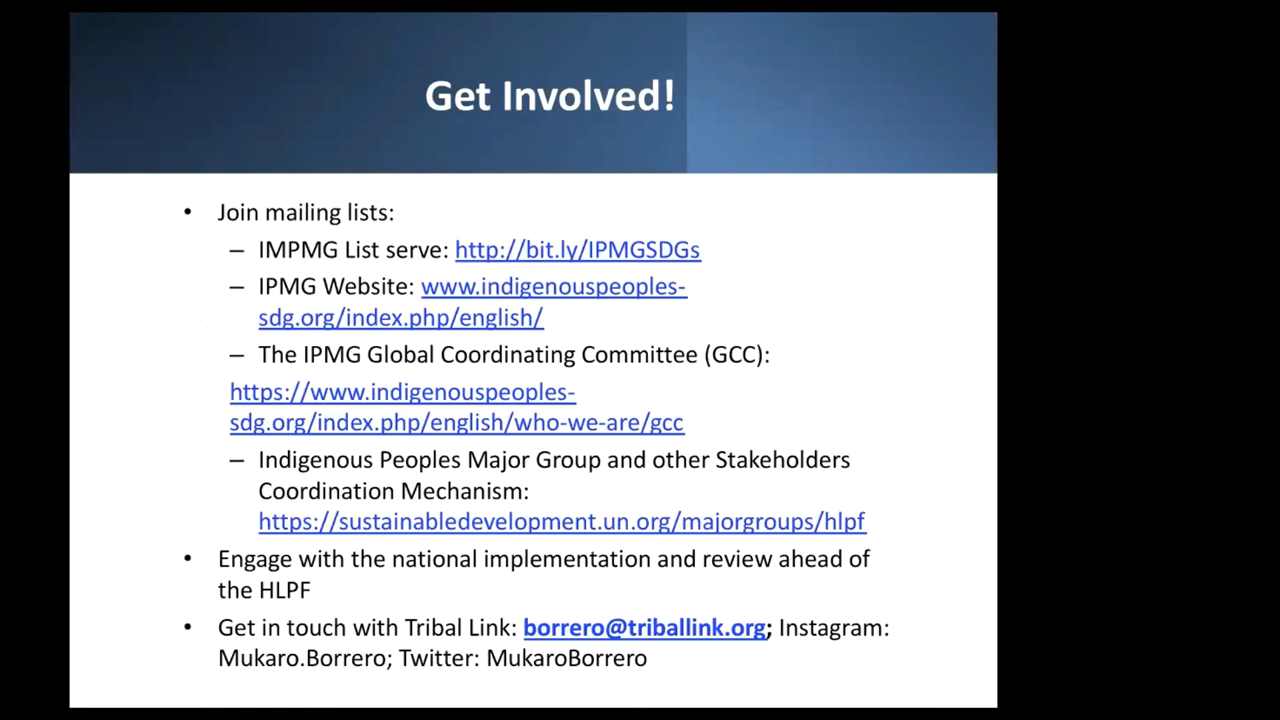 Get Involved!
• Join mailing lists:
– IMPMG List serve: http://bit.ly/IPMGSDGs
– IPMG Website: www.indigenouspeoples-
sdg.org/index.php/english/
– The IPMG Global Coordinating Committee (GCC):
https://www.indigenouspeoples-
sdg.org/index.php/english/who-we-are/gcc
– Indigenous Peoples Major Group and other Stakeholders
Coordination Mechanism:
https://sustainabledevelopment.un.org/majorgroups/hlpf
• Engage with the national implementation and review ahead of
the HLPF
• Get in touch with Tribal Link: borrero@triballink.org; Instagram:
Mukaro.Borrero; Twitter: MukaroBorrero